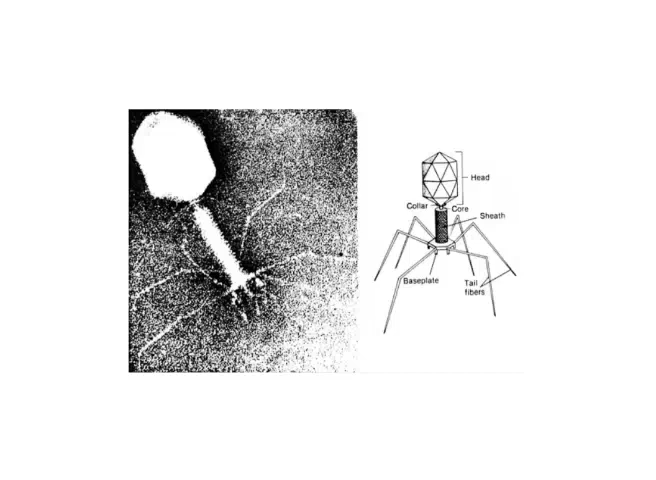 Head
Collar
Core
Sheath
Baseplate
Tail
fibers